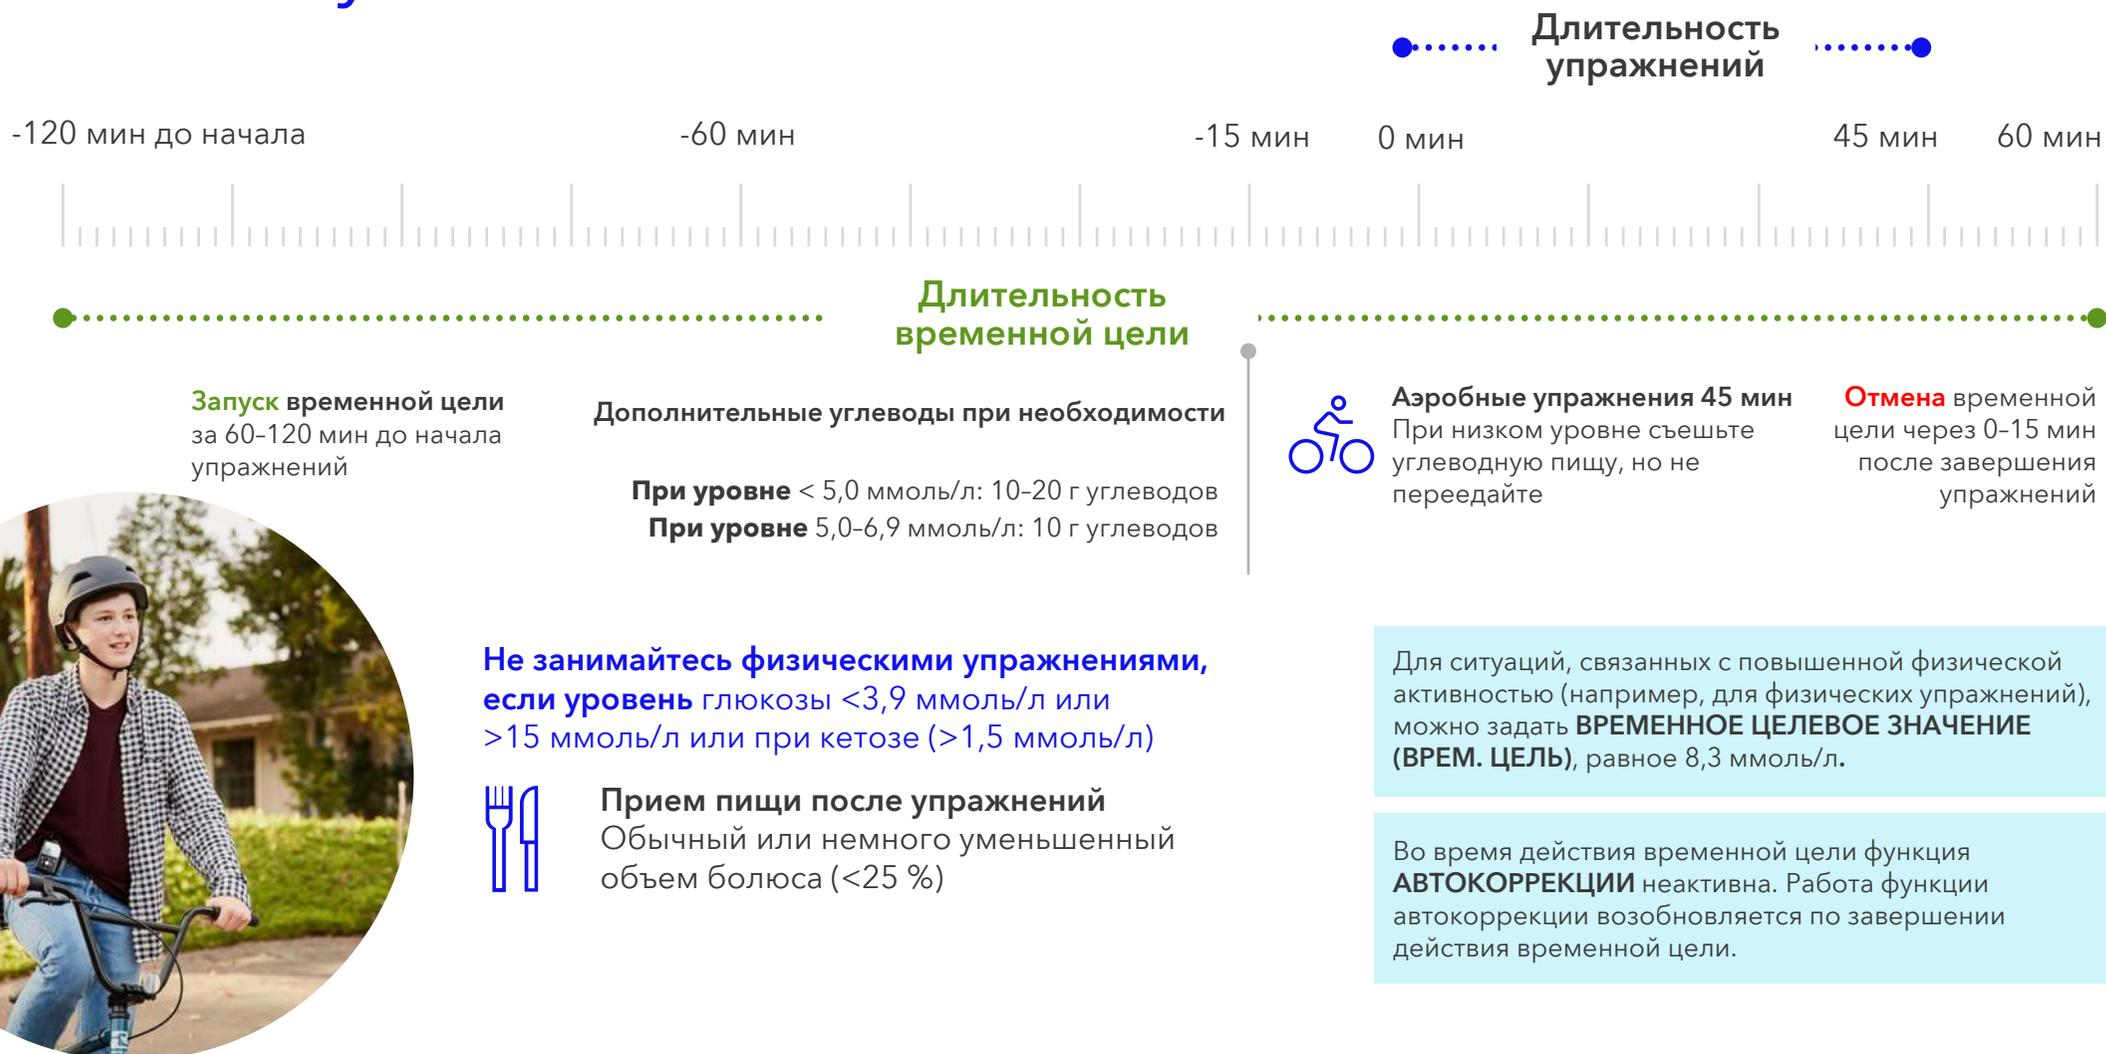 Длительность
упражнений
-120 мин до начала
-60 мин
-15 мин
0 мин
45 мин
60 мин
Длительность
временной цели
Запуск временной цели
за 60–120 мин до начала
упражнений
Дополнительные углеводы при необходимости
При уровне < 5,0 ммоль/л: 10–20 г углеводов
При уровне 5,0–6,9 ммоль/л: 10 г углеводов
Аэробные упражнения 45 мин
При низком уровне съешьте
углеводную пищу, но не
переедайте
Отмена временной
цели через 0–15 мин
после завершения
упражнений
Не занимайтесь физическими упражнениями,
если уровень глюкозы <3,9 ммоль/л или
>15 ммоль/л или при кетозе (>1,5 ммоль/л)
Прием пищи после упражнений
Обычный или немного уменьшенный
объем болюса (<25 %)
Для ситуаций, связанных с повышенной физической
активностью (например, для физических упражнений),
можно задать ВРЕМЕННОЕ ЦЕЛЕВОЕ ЗНАЧЕНИЕ
(ВРЕМ. ЦЕЛЬ), равное 8,3 ммоль/л.
Во время действия временной цели функция
АВТОКОРРЕКЦИИ неактивна. Работа функции
автокоррекции возобновляется по завершении
действия временной цели.